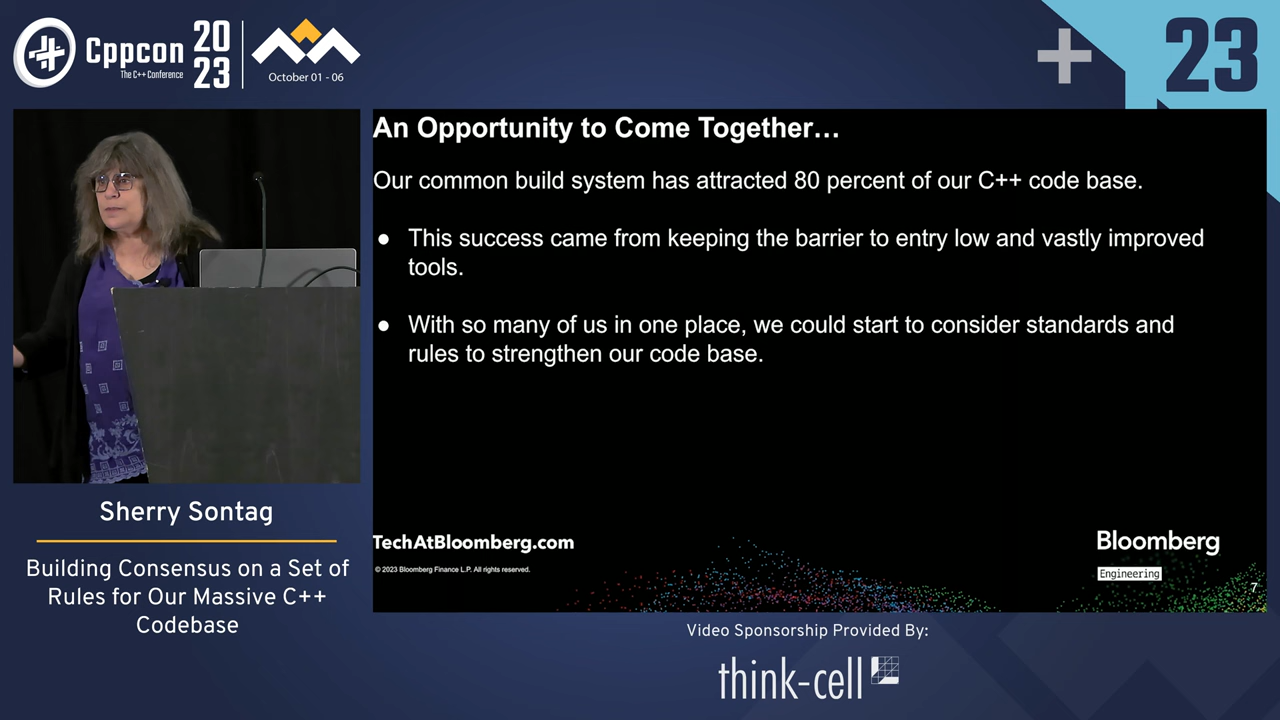 Cppcon
The C++ Conference
20
23
October 01 - 06
+ 23
An Opportunity to Come Together...
Our common build system has attracted 80 percent of our C++ code base.
● This success came from keeping the barrier to entry low and vastly improved
tools.
● With so many of us in one place, we could start to consider standards and
rules to strengthen our code base.
TechAtBloomberg.com
© 2023 Bloomberg Finance L.P. All rights reserved.
Bloomberg
Engineering
7
Sherry Sontag
Building Consensus on a Set of
Rules for Our Massive C++
Codebase
Video Sponsorship Provided By:
think-cell